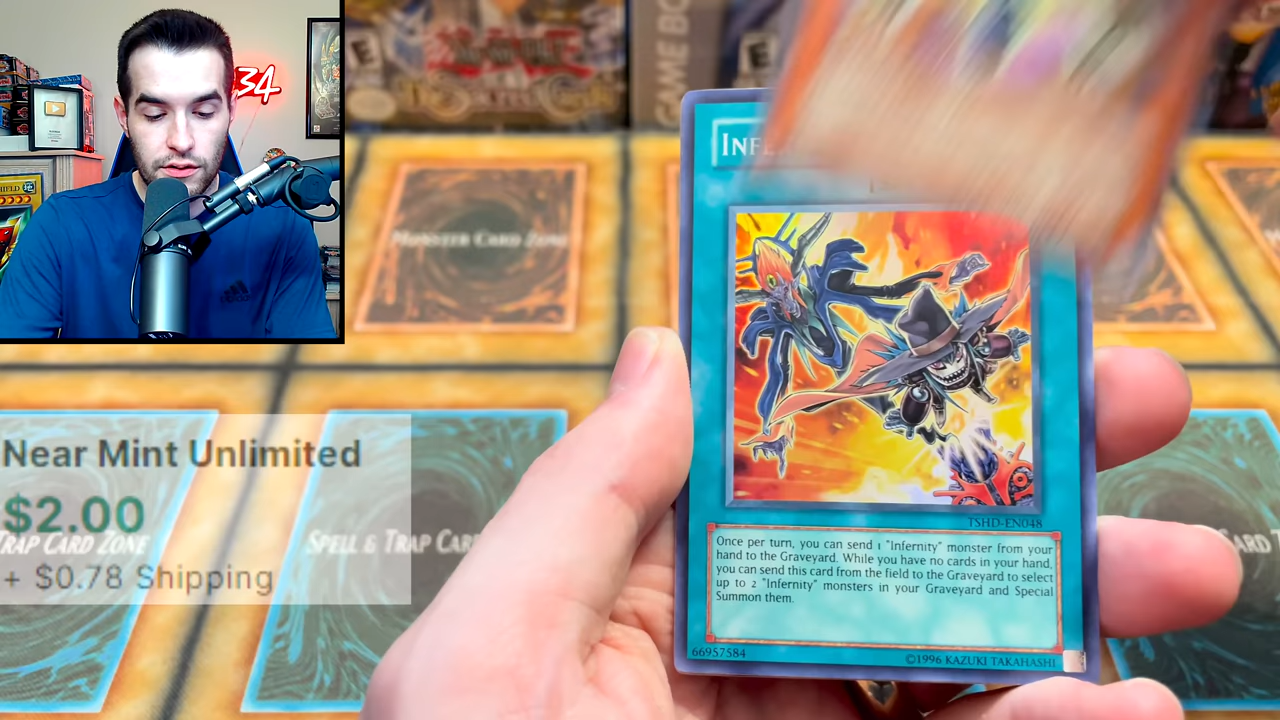 34
GAME BO
E
E
MONSTER CARD ZONE
INFE
TSHD-EN048
Once per turn, you can send 1 "Infernity" monster from your
hand to the Graveyard. While you have no cards in your hand,
you can send this card from the field to the Graveyard to select
up to 2 "Infernity" monsters in your Graveyard and Special
Summon them.
66957584
©1996 KAZUKI TAKAHASHI
Near Mint Unlimited
$2.00
+ $0.78 Shipping
TRAP CARD ZONE
SPELL & TRAP CAR
ARD